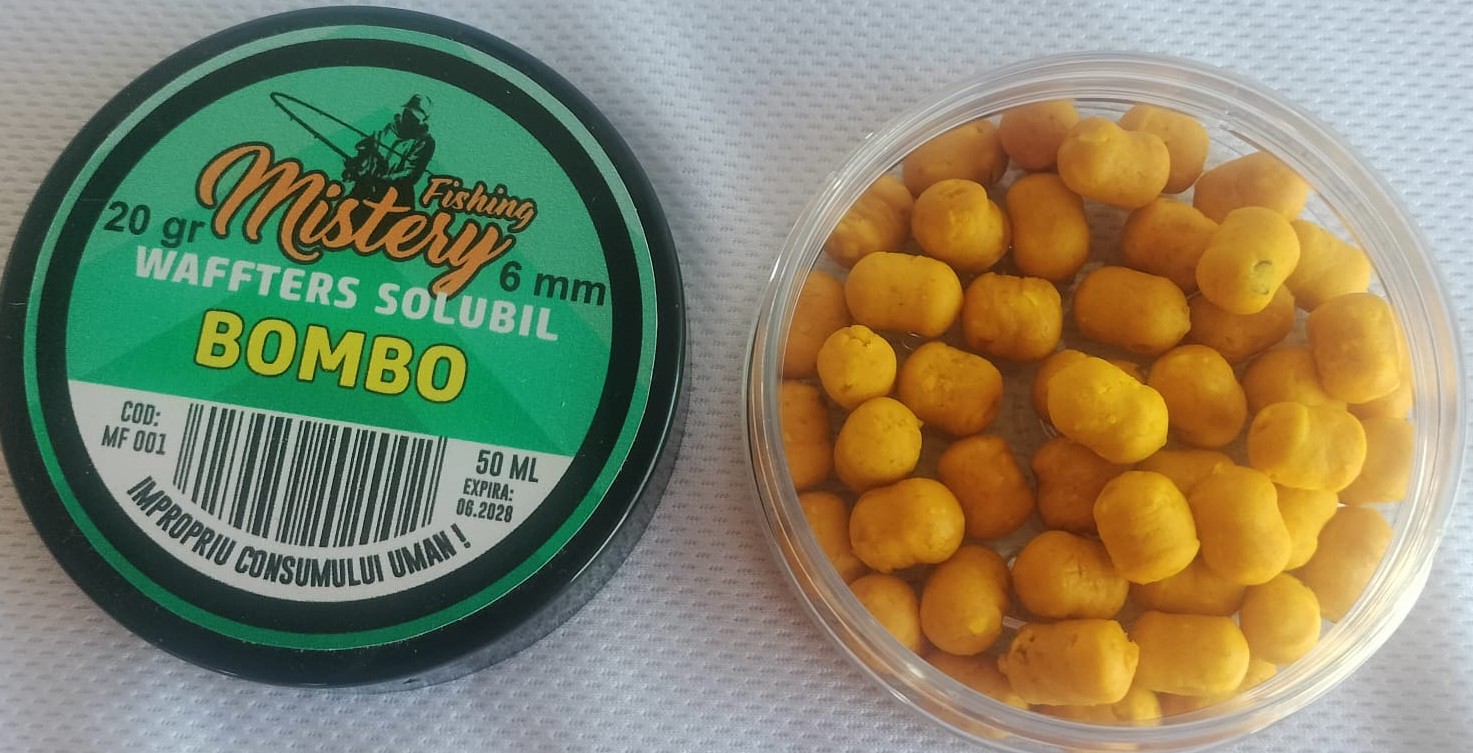 Fishing
Mistery
20 gr
6 mm
WAFFTERS SOLUBIL
BOMBO
COD:
MF 001
50 ML
EXPIRA:
06.2028
IMPROPRIU CONSUMULUI UMAN !